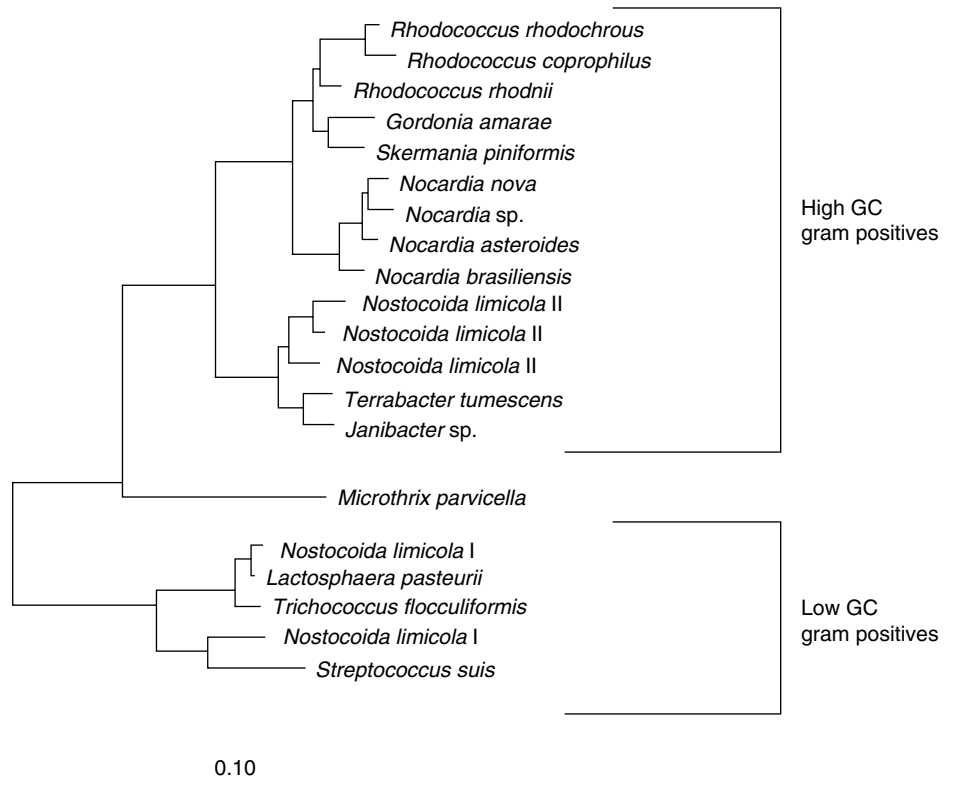 Rhodococcus rhodochrous
Rhodococcus coprophilus
Rhodococcus rhodnii
Gordonia amarae
Skermania piniformis
Nocardia nova
Nocardia sp.
Nocardia asteroides
Nocardia brasiliensis
Nostocoida limicola II
Nostocoida limicola II
Nostocoida limicola II
Terrabacter tumescens
Janibacter sp.
High GC
gram positives
Microthrix parvicella
Nostocoida limicola I
Lactosphaera pasteurii
Trichococcus flocculiformis
Nostocoida limicola I
Streptococcus suis
Low GC
gram positives
0.10